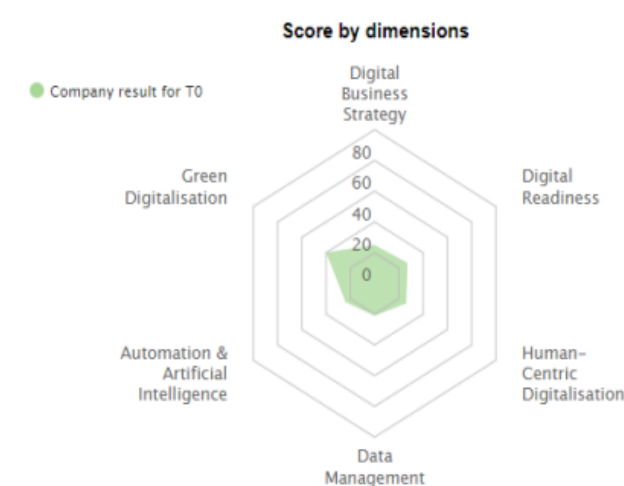 Score by dimensions
Company result for T0
Digital
Business
Strategy
80
60
40
20
0
Green
Digitalisation
Digital
Readiness
Automation &
Artificial
Intelligence
Human-
Centric
Digitalisation
Data
Management